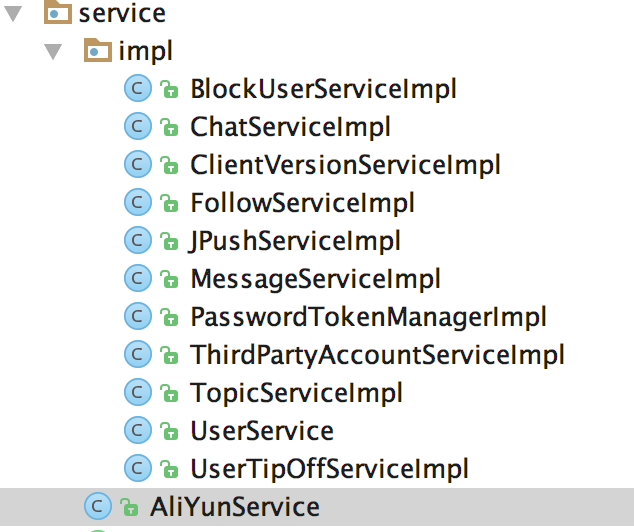 service
impl
BlockUserServiceImpl
ChatServiceImpl
ClientVersionServiceImpl
FollowServiceImpl
JPushServiceImpl
MessageServiceImpl
PasswordTokenManagerImpl
ThirdPartyAccountServiceImpl
TopicServiceImpl
UserService
UserTipOffServiceImpl
AliYunService